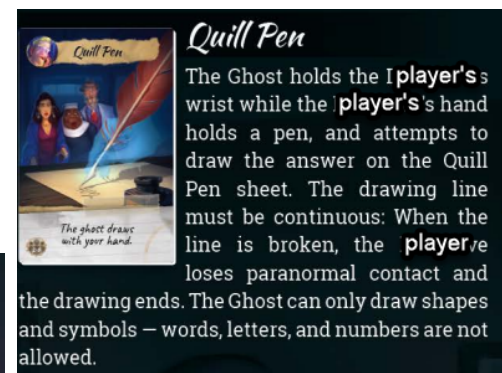 Quill Pen
The ghost draws
with your hand.
Quill Pen
The Ghost holds the player's
wrist while the player's 's hand
holds a pen, and attempts to
draw the answer on the Quill
Pen sheet. The drawing line
must be continuous: When the
line is broken, the player
loses paranormal contact and
the drawing ends. The Ghost can only draw shapes
and symbols — words, letters, and numbers are not
allowed.